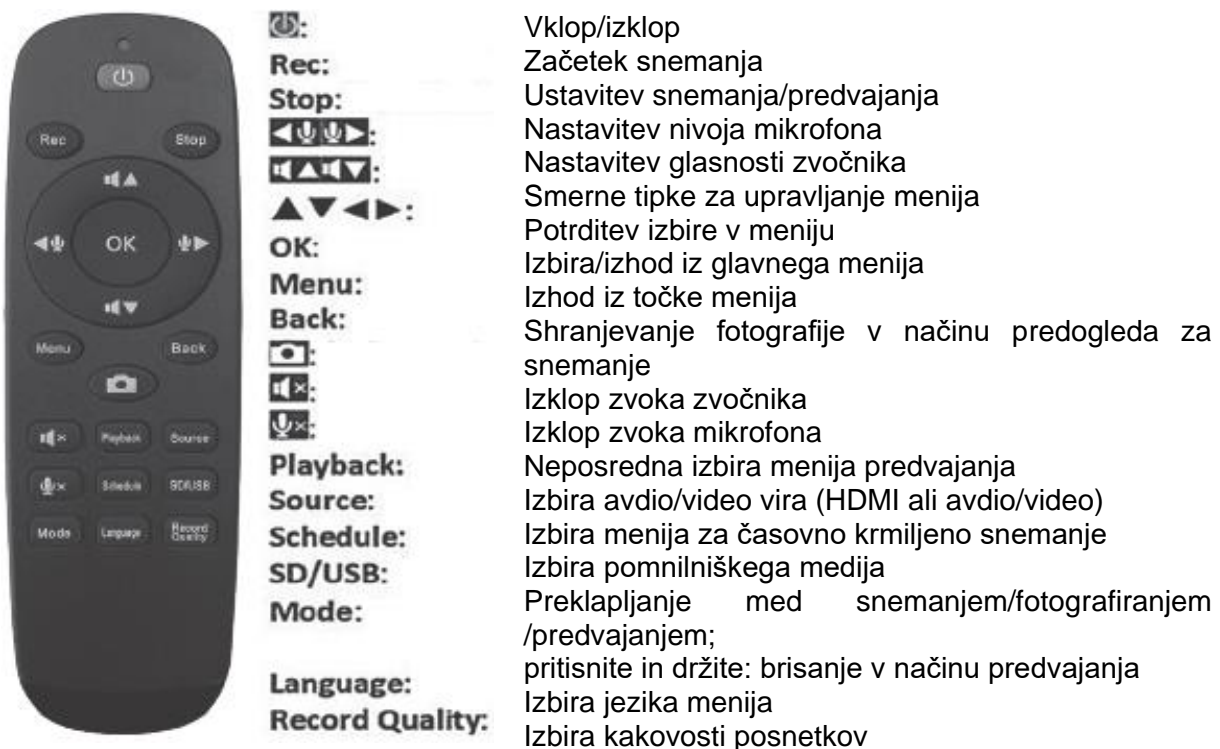 Rec
Stop
OK
Menu
Back
Playback
Source
Schedule
SD/USB
Mode
Language
Record
Quality
:
Rec:
Stop:
:
:
▲▼◄►:
OK:
Menu:
Back:
:
:
:
Playback:
Source:
Schedule:
SD/USB:
Mode:
Language:
Record Quality:
Vklop/izklop
Začetek snemanja
Ustavitev snemanja/predvajanja
Nastavitev nivoja mikrofona
Nastavitev glasnosti zvočnika
Smerne tipke za upravljanje menija
Potrditev izbire v meniju
Izbira/izhod iz glavnega menija
Izhod iz točke menija
Shranjevanje fotografije v načinu predogleda za
snemanje
Izklop zvoka zvočnika
Izklop zvoka mikrofona
Neposredna izbira menija predvajanja
Izbira avdio/video vira (HDMI ali avdio/video)
Izbira menija za časovno krmiljeno snemanje
Izbira pomnilniškega medija
Preklapljanje med snemanjem/fotografiranjem
/predvajanjem;
pritisnite in držite: brisanje v načinu predvajanja
Izbira jezika menija
Izbira kakovosti posnetkov